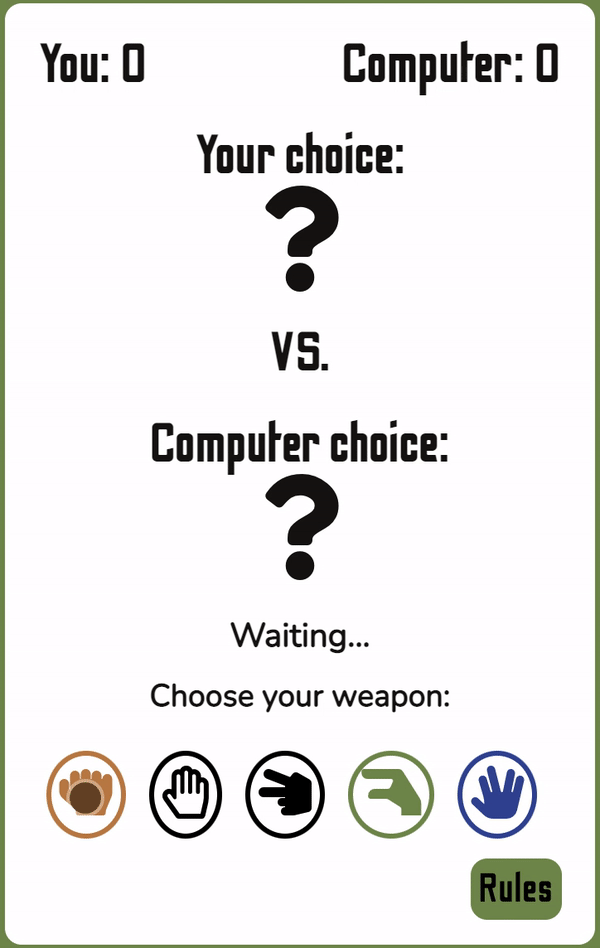 You: 0
Computer: 0
Your choice:
?
VS.
Computer choice:
?
Waiting...
Choose your weapon:
Rules